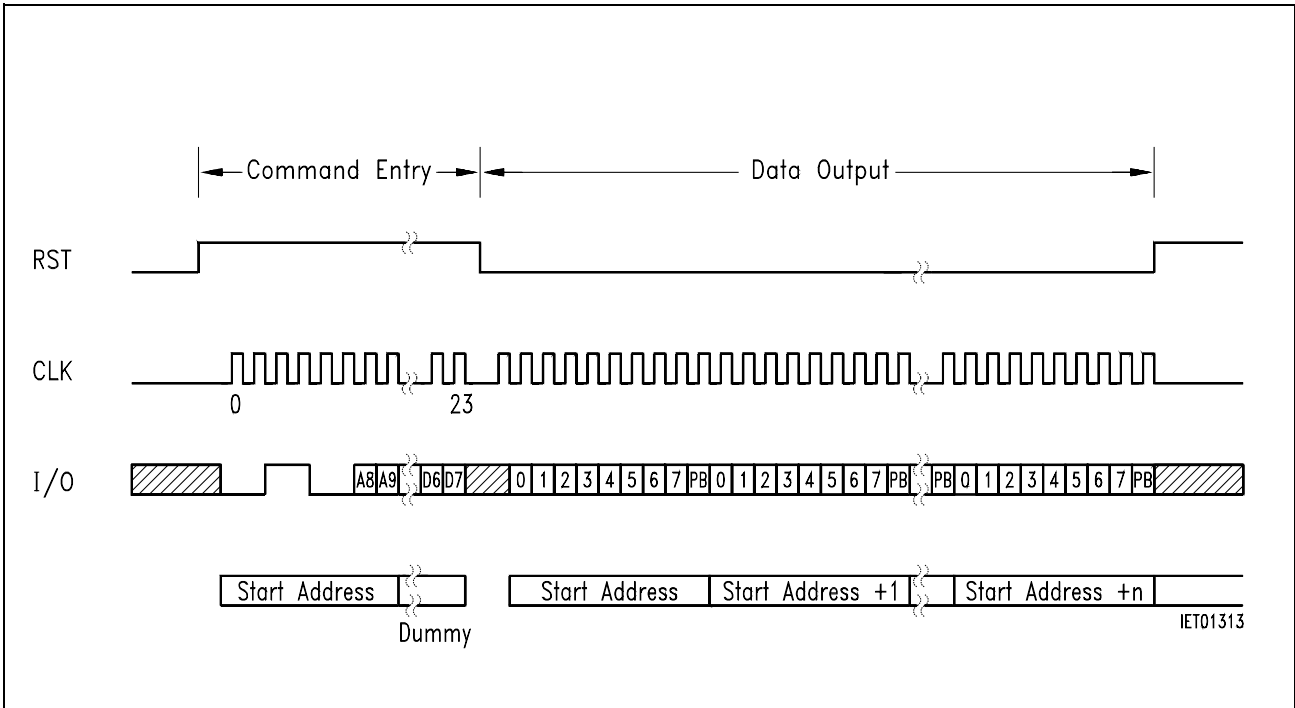 Command Entry Data Output
RST
CLK
0 23
I/O A8 A9 D6 D7 0 1 2 3 4 5 6 7 PB 0 1 2 3 4 5 6 7 PB PB 0 1 2 3 4 5 6 7 PB
Start Address Start Address Start Address +1 Start Address +n
Dummy IET01313